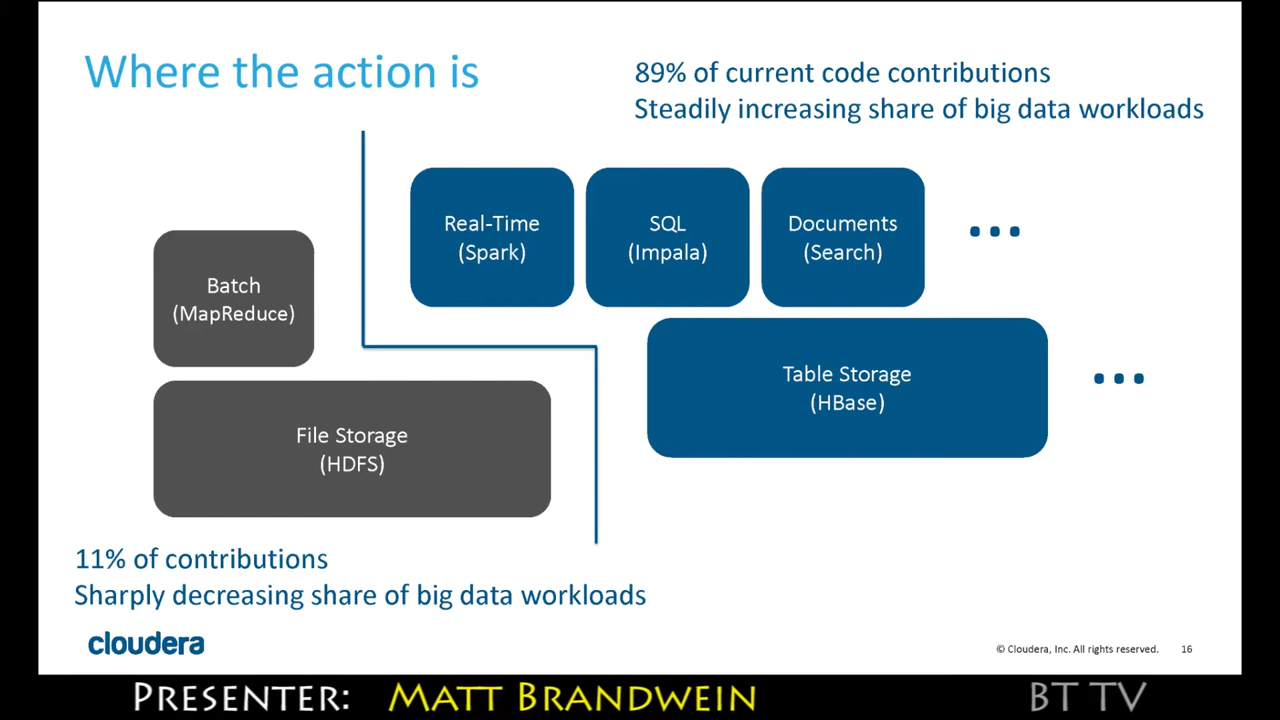 Where the action is
89% of current code contributions
Steadily increasing share of big data workloads
Real-Time
(Spark)
SQL
(Impala)
Documents
(Search)
...
Batch
(MapReduce)
Table Storage
(HBase)
...
File Storage
(HDFS)
11% of contributions
Sharply decreasing share of big data workloads
cloudera
© Cloudera, Inc. All rights reserved. 16
PRESENTER: MATT BRANDWEIN BT TV